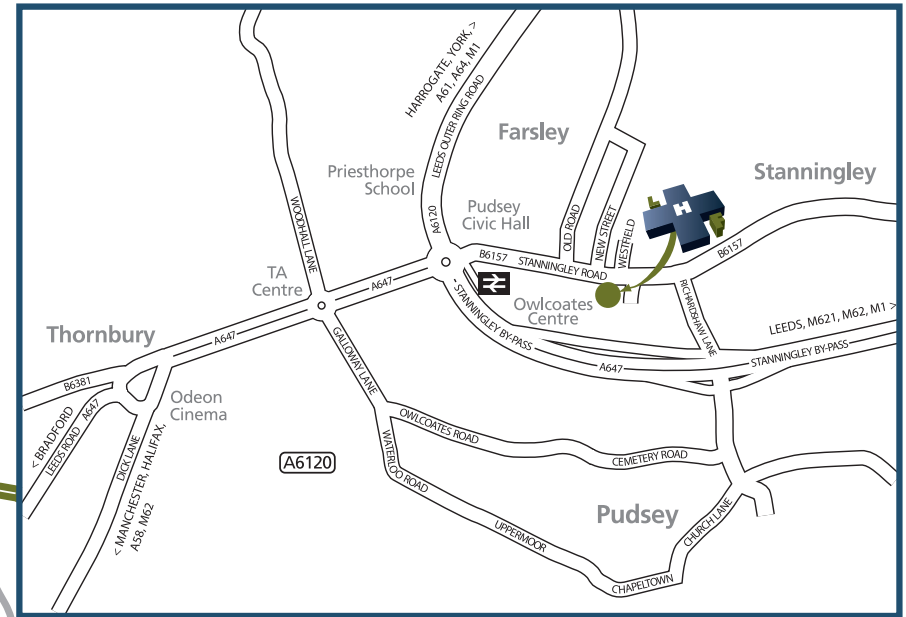 HARROGATE, YORK, >
A61, A64, M1
LEEDS OUTER RING ROAD
A6120
Farsley
Stanningley
Priesthorpe
School
Pudsey
Civic Hall
WOODHALL LANE
OLD ROAD
NEW STREET
WESTFIELD
H
B6157
STANNINGLEY ROAD
B6157
TA
Centre
A647
Owlcoates
Centre
RICHARDSHAW LANE
LEEDS, M621, M62, M1 >
STANNINGLEY BY-PASS
A647
STANNINGLEY BY-PASS
Thornbury
A647
GALLOWAY LANE
B6381
Odeon
Cinema
< BRADFORD
LEEDS ROAD
A647
DICK LANE
< MANCHESTER, HALIFAX,
A58, M62
A6120
OWLCOATES ROAD
CEMETERY ROAD
WATERLOO ROAD
UPPERMOOR
Pudsey
CHURCH LANE
CHAPELTOWN